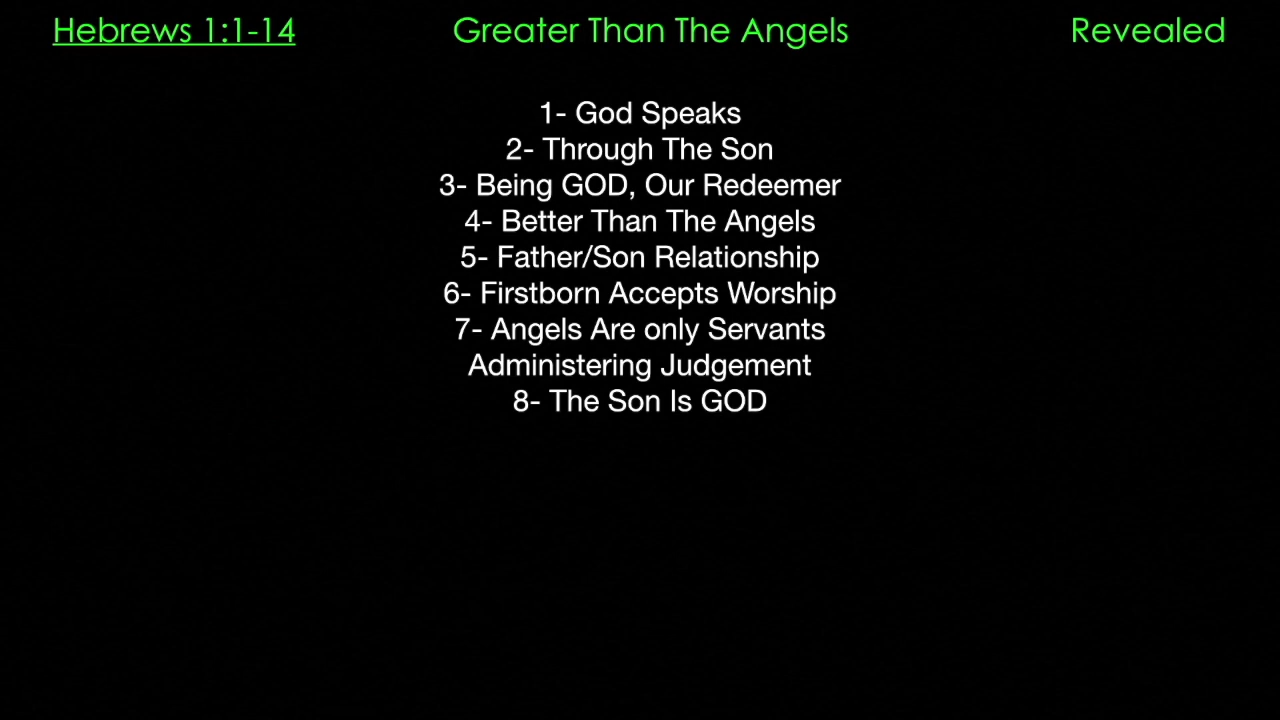 Hebrews 1:1-14 Greater Than The Angels Revealed
1- God Speaks
2- Through The Son
3- Being GOD, Our Redeemer
4- Better Than The Angels
5- Father/Son Relationship
6- Firstborn Accepts Worship
7- Angels Are only Servants
Administering Judgement
8- The Son Is GOD